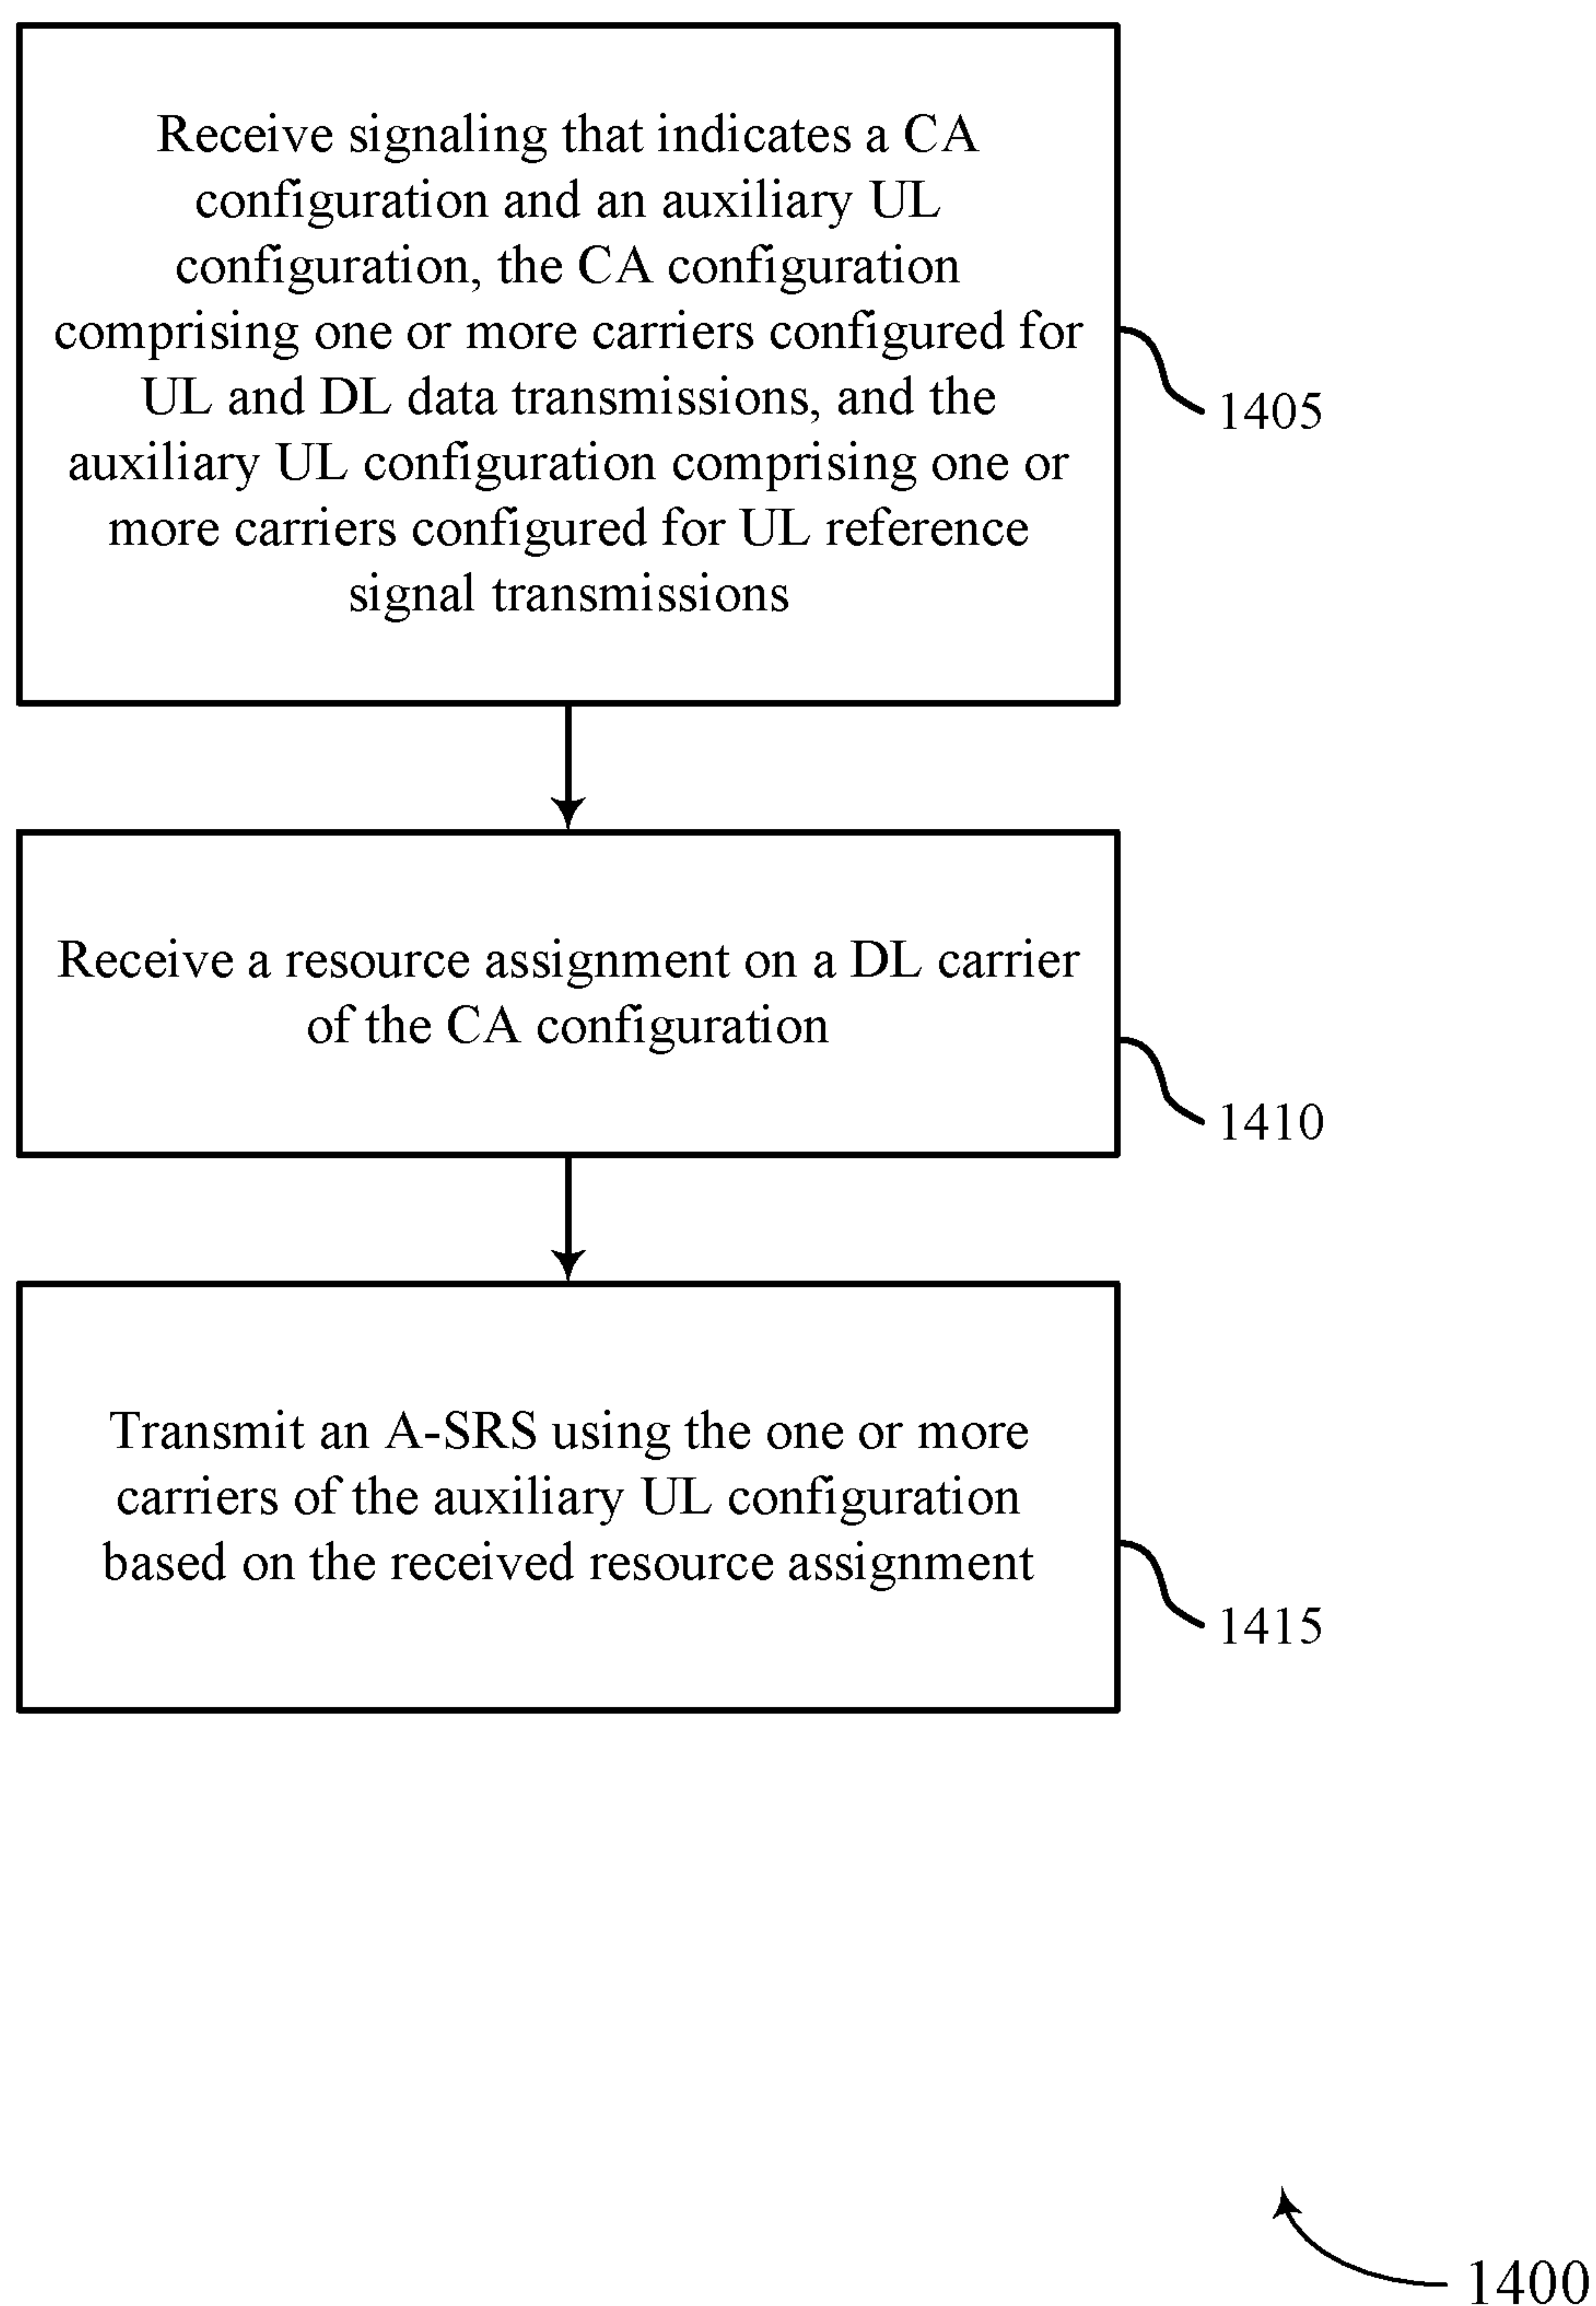 Receive signaling that indicates a CA
configuration and an auxiliary UL
configuration, the CA configuration
comprising one or more carriers configured for
UL and DL data transmissions, and the
auxiliary UL configuration comprising one or
more carriers configured for UL reference
signal transmissions
1405
Receive a resource assignment on a DL carrier
of the CA configuration
1410
Transmit an A-SRS using the one or more
carriers of the auxiliary UL configuration
based on the received resource assignment
1415
1400